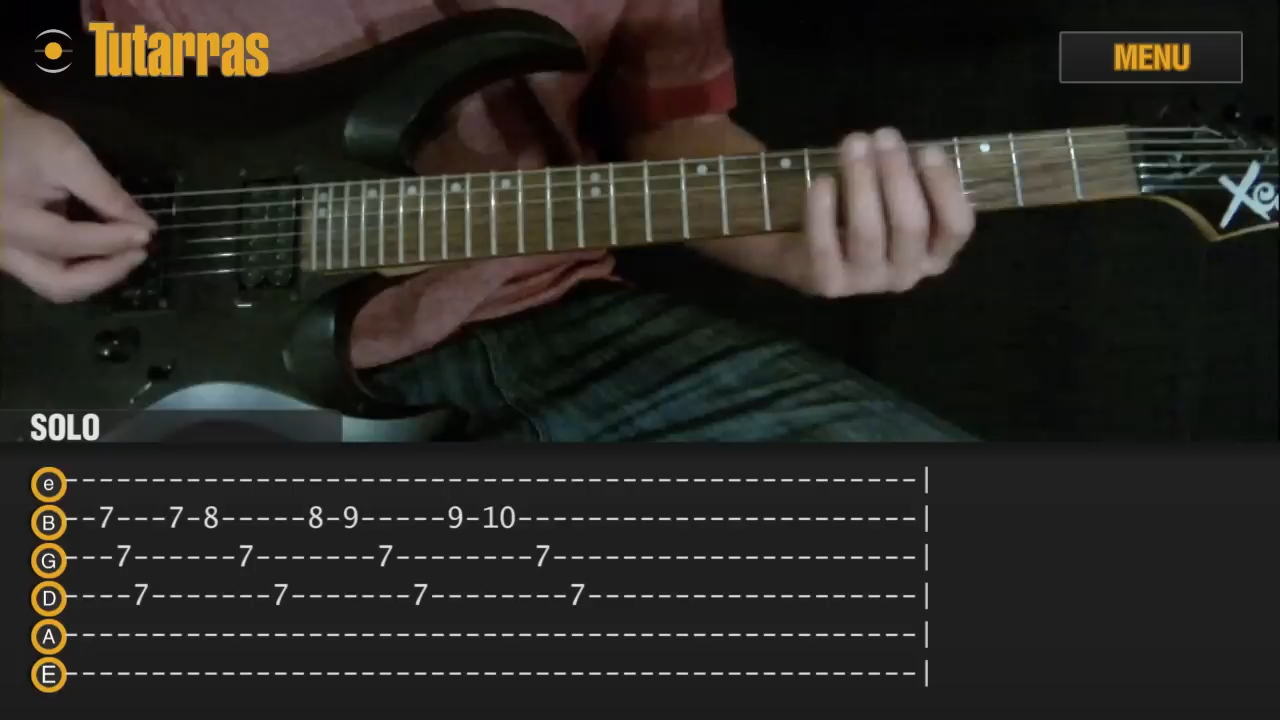 Tutarras
MENU
SOLO
e -------------------------------------------------|
B --7---7-8-----8-9-----9-10-----------------------|
G ---7------7-------7--------7---------------------|
D ----7-------7-------7--------7-------------------|
A -------------------------------------------------|
E -------------------------------------------------|